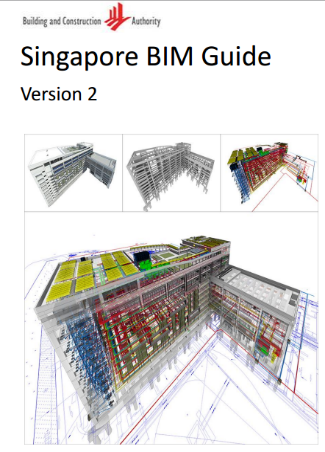 Building and Construction Authority
Singapore BIM Guide
Version 2